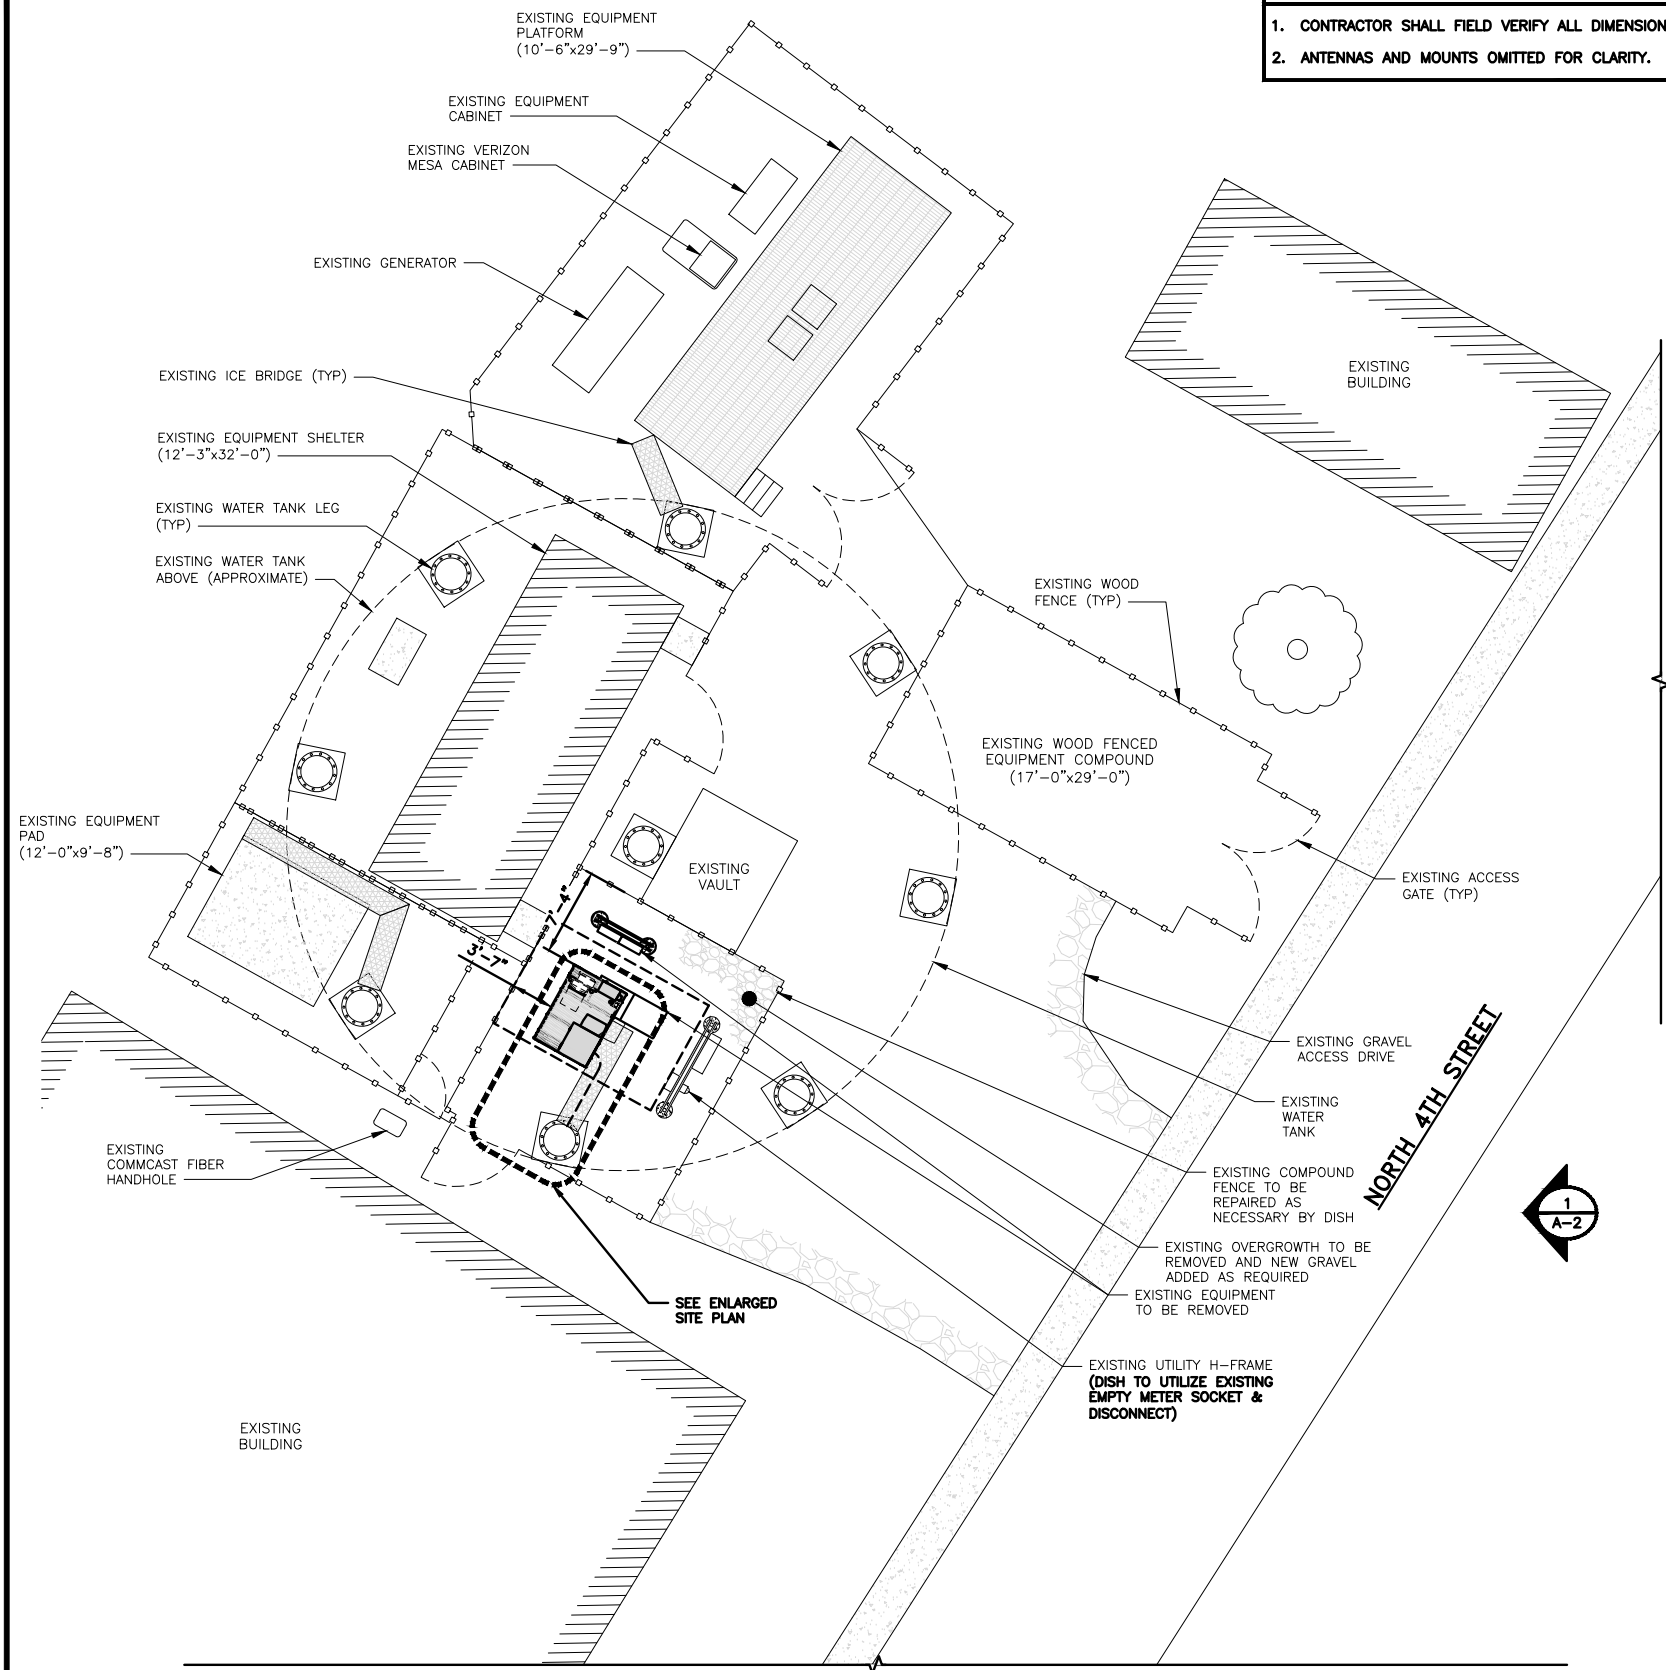 1. CONTRACTOR SHALL FIELD VERIFY ALL DIMENSION
2. ANTENNAS AND MOUNTS OMITTED FOR CLARITY.
EXISTING EQUIPMENT
PLATFORM
(10'-6"x29'-9")
EXISTING EQUIPMENT
CABINET
EXISTING VERIZON
MESA CABINET
EXISTING GENERATOR
EXISTING ICE BRIDGE (TYP)
EXISTING EQUIPMENT SHELTER
(12'-3"x32'-0")
EXISTING WATER TANK LEG
(TYP)
EXISTING WATER TANK
ABOVE (APPROXIMATE)
EXISTING
BUILDING
EXISTING WOOD
FENCE (TYP)
EXISTING WOOD FENCED
EQUIPMENT COMPOUND
(17'-0"x29'-0")
EXISTING EQUIPMENT
PAD
(12'-0"x9'-8")
EXISTING
VAULT
EXISTING ACCESS
GATE (TYP)
7'-4"
3'-7"
EXISTING GRAVEL
ACCESS DRIVE
EXISTING
WATER
TANK
NORTH 4TH STREET
EXISTING
COMMCAST FIBER
HANDHOLE
EXISTING COMPOUND
FENCE TO BE
REPAIRED AS
NECESSARY BY DISH
1
A-2
EXISTING OVERGROWTH TO BE
REMOVED AND NEW GRAVEL
ADDED AS REQUIRED
EXISTING EQUIPMENT
TO BE REMOVED
SEE ENLARGED
SITE PLAN
EXISTING UTILITY H-FRAME
(DISH TO UTILIZE EXISTING
EMPTY METER SOCKET &
DISCONNECT)
EXISTING
BUILDING